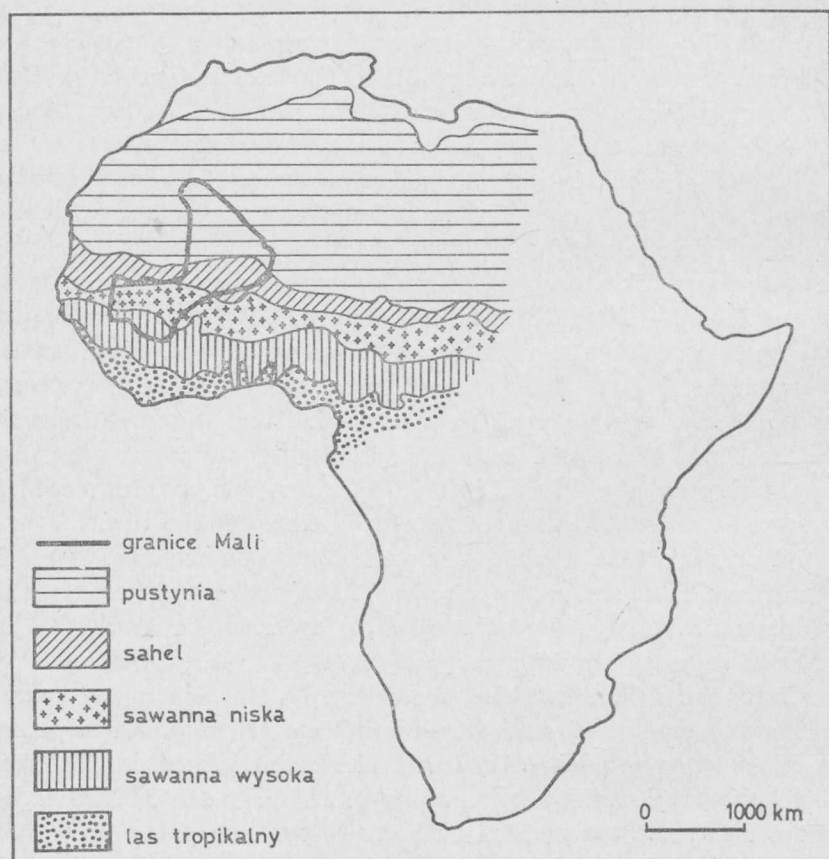 granice Mali
pustynia
sahel
sawanna niska
sawanna wysoka
las tropikalny
0 1000 km